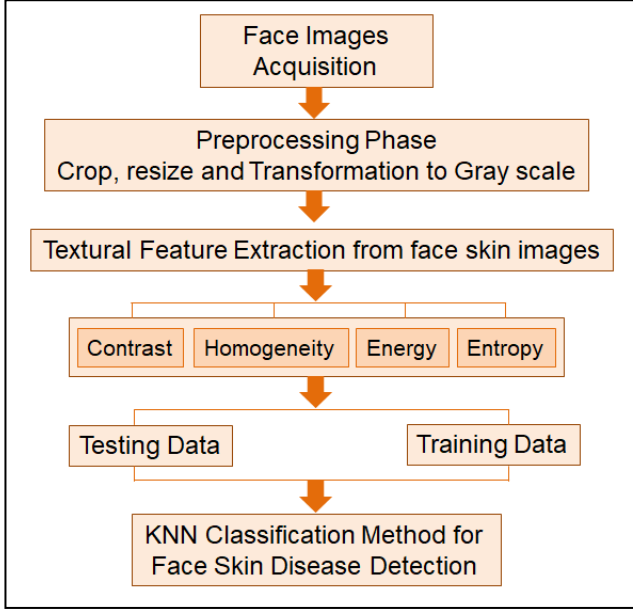 Face Images
Acquisition
Preprocessing Phase
Crop, resize and Transformation to Gray scale
Textural Feature Extraction from face skin images
Contrast
Homogeneity
Energy
Entropy
Testing Data
Training Data
KNN Classification Method for
Face Skin Disease Detection